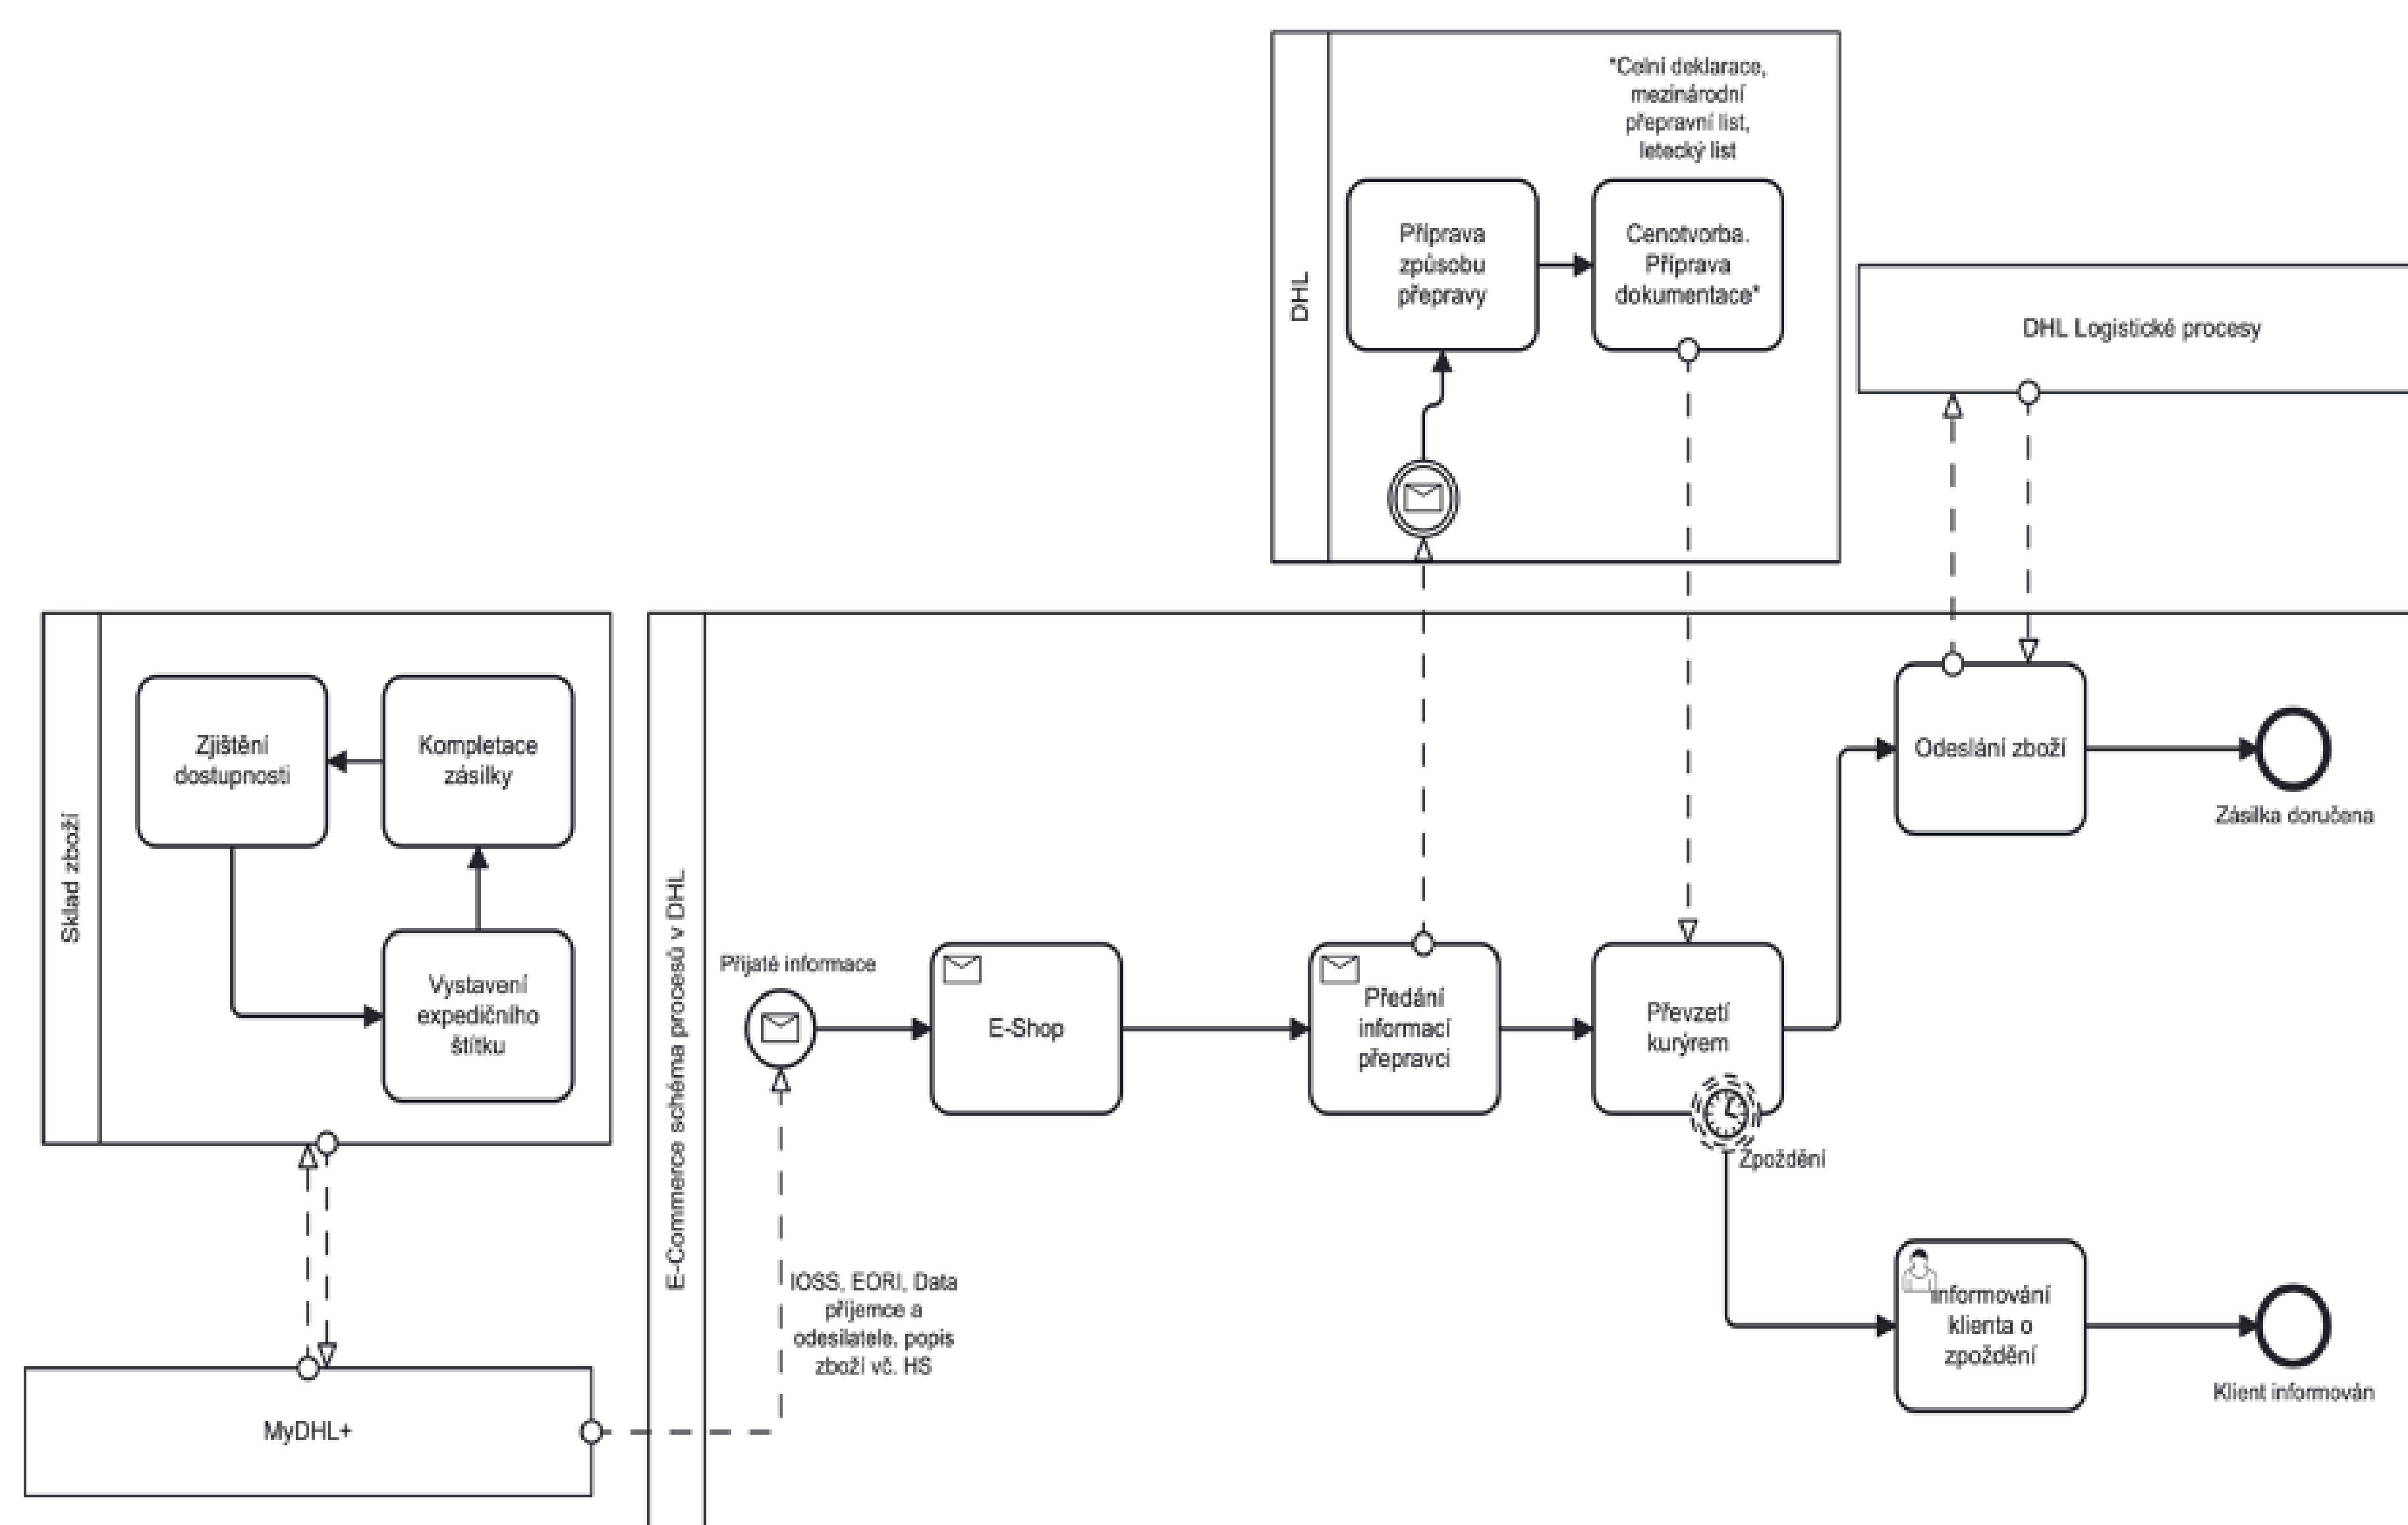 *Celní deklarace,
mezinárodní
přepravní list,
letecký list
DHL
Příprava
způsobu
přepravy
Cenotvorba.
Příprava
dokumentace*
DHL Logistické procesy
Sklad zboží
Zjištění
dostupnosti
Kompletace
zásilky
Vystavení
expedičního
štítku
MyDHL+
E-Commerce schéma procesů v DHL
Přijaté informace
E-Shop
Předání
informací
přepravci
Převzetí
kurýrem
Zpoždění
Odeslání zboží
Zásilka doručena
IOSS, EORI, Data
příjemce a
odesilatele, popis
zboží vč. HS
Informování
klienta o
zpoždění
Klient informován